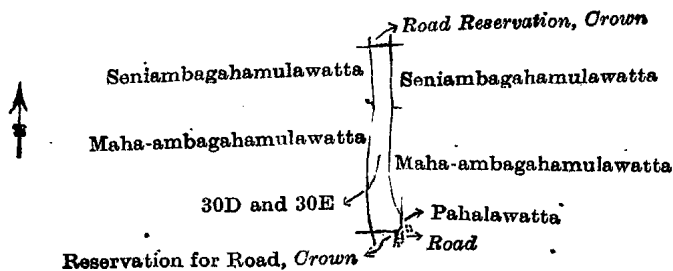 Road Reservation, Crown
Seniambagahamulawatta
Seniambagahamulawatta
Maha-ambagahamulawatta
Maha-ambagahamulawatta
30D and 30E
Pahalawatta
Road
Reservation for Road, Crown